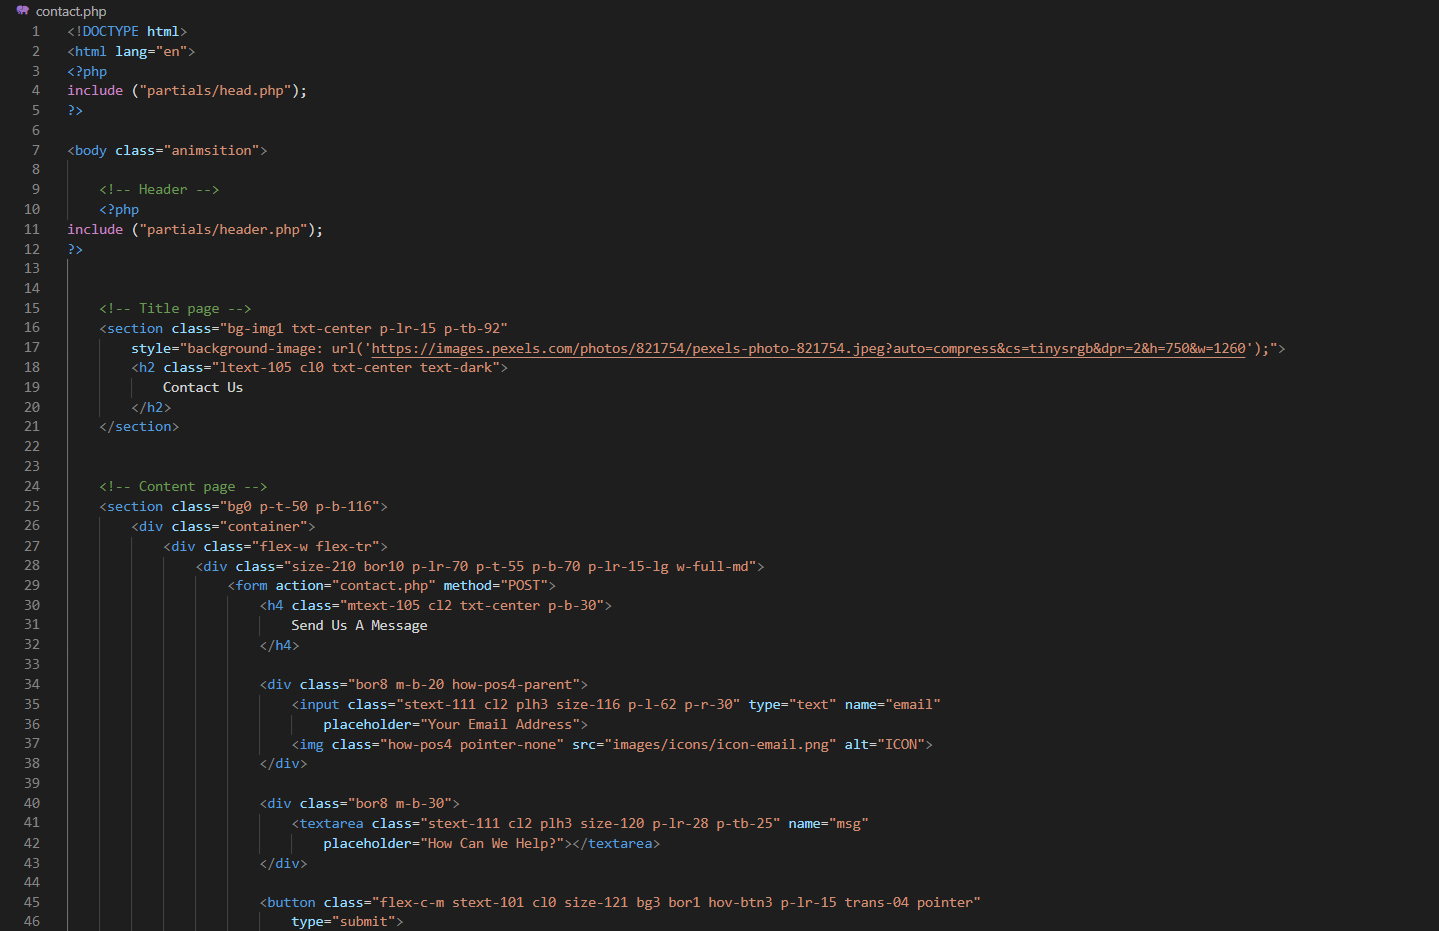 contact.php
1 <!DOCTYPE html>
2 <html lang="en">
3 <?php
4 include ("partials/head.php");
5 ?>
6
7 <body class="animsition">
8
9 <!-- Header -->
10 <?php
11 include ("partials/header.php");
12 ?>
13
14
15 <!-- Title page -->
16 <section class="bg-img1 txt-center p-lr-15 p-tb-92"
17 style="background-image: url('https://images.pexels.com/photos/821754/pexels-photo-821754.jpeg?auto=compress&cs=tinysrgb&dpr=2&h=750&w=1260');">
18 <h2 class="ltext-105 cl0 txt-center text-dark">
19 Contact Us
20 </h2>
21 </section>
22
23
24 <!-- Content page -->
25 <section class="bg0 p-t-50 p-b-116">
26 <div class="container">
27 <div class="flex-w flex-tr">
28 <div class="size-210 bor10 p-lr-70 p-t-55 p-b-70 p-lr-15-lg w-full-md">
29 <form action="contact.php" method="POST">
30 <h4 class="mtext-105 cl2 txt-center p-b-30">
31 Send Us A Message
32 </h4>
33
34 <div class="bor8 m-b-20 how-pos4-parent">
35 <input class="stext-111 cl2 plh3 size-116 p-l-62 p-r-30" type="text" name="email"
36 placeholder="Your Email Address">
37 <img class="how-pos4 pointer-none" src="images/icons/icon-email.png" alt="ICON">
38 </div>
39
40 <div class="bor8 m-b-30">
41 <textarea class="stext-111 cl2 plh3 size-120 p-lr-28 p-tb-25" name="msg"
42 placeholder="How Can We Help?"></textarea>
43 </div>
44
45 <button class="flex-c-m stext-101 cl0 size-121 bg3 bor1 hov-btn3 p-lr-15 trans-04 pointer"
46 type="submit">